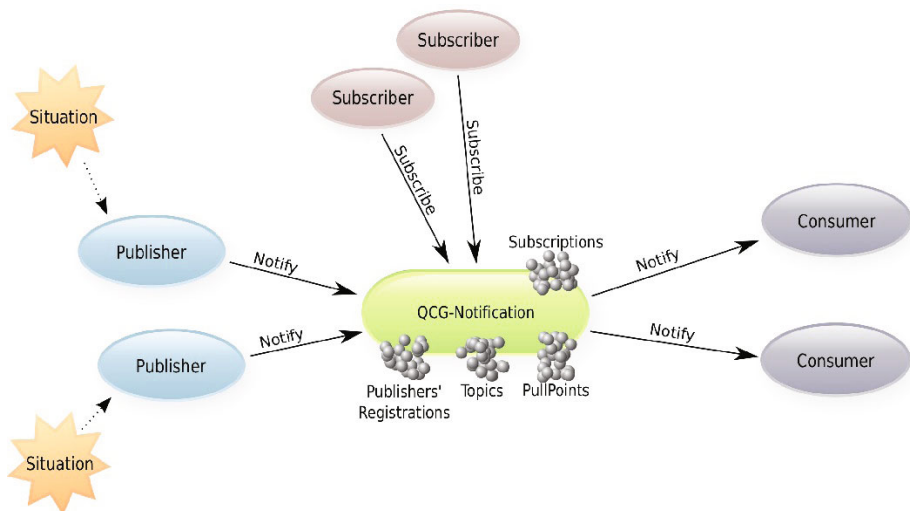 Subscriber
Subscriber
Situation
Subscribe
Subscribe
Publisher
Notify
Subscriptions
Notify
Consumer
QCG-Notification
Publisher
Notify
Notify
Consumer
Publishers'
Registrations
Topics
PullPoints
Situation